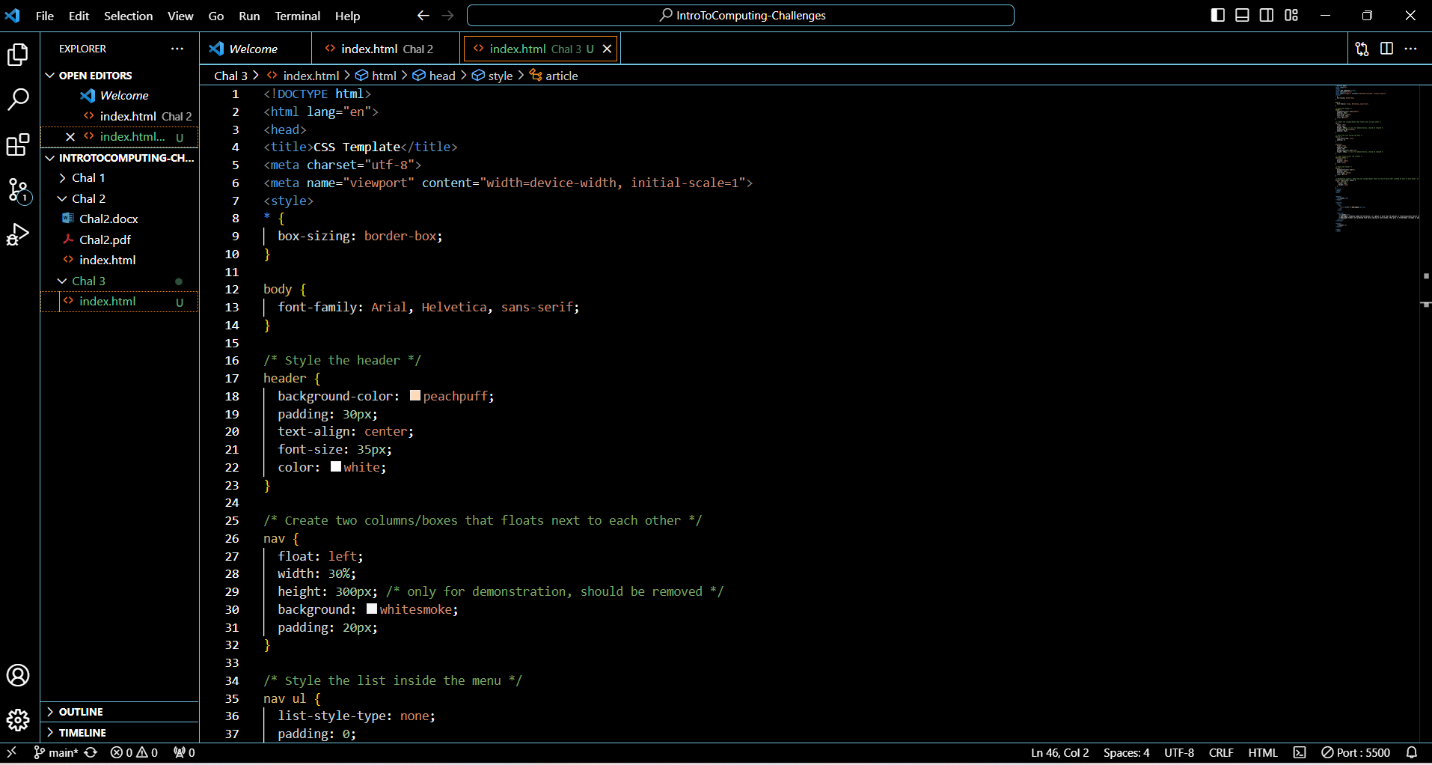 File Edit Selection View Go Run Terminal Help IntroToComputing-Challenges
EXPLORER
OPEN EDITORS
Welcome
index.html Chal 2
index.html... U
INTROTOCOMPUTING-CH...
Chal 1
Chal 2
Chal2.docx
Chal2.pdf
index.html
Chal 3
index.html U
OUTLINE
TIMELINE
Welcome index.html Chal 2 index.html Chal 3 U
Chal 3 > index.html > html > head > style > article
1 <!DOCTYPE html>
2 <html lang="en">
3 <head>
4 <title>CSS Template</title>
5 <meta charset="utf-8">
6 <meta name="viewport" content="width=device-width, initial-scale=1">
7 <style>
8 * {
9 box-sizing: border-box;
10 }
11
12 body {
13 font-family: Arial, Helvetica, sans-serif;
14 }
15
16 /* Style the header */
17 header {
18 background-color: peachpuff;
19 padding: 30px;
20 text-align: center;
21 font-size: 35px;
22 color: white;
23 }
24
25 /* Create two columns/boxes that floats next to each other */
26 nav {
27 float: left;
28 width: 30%;
29 height: 300px; /* only for demonstration, should be removed */
30 background: whitesmoke;
31 padding: 20px;
32 }
33
34 /* Style the list inside the menu */
35 nav ul {
36 list-style-type: none;
37 padding: 0;
1
main* 0 0 0 Ln 46, Col 2 Spaces: 4 UTF-8 CRLF HTML Port : 5500